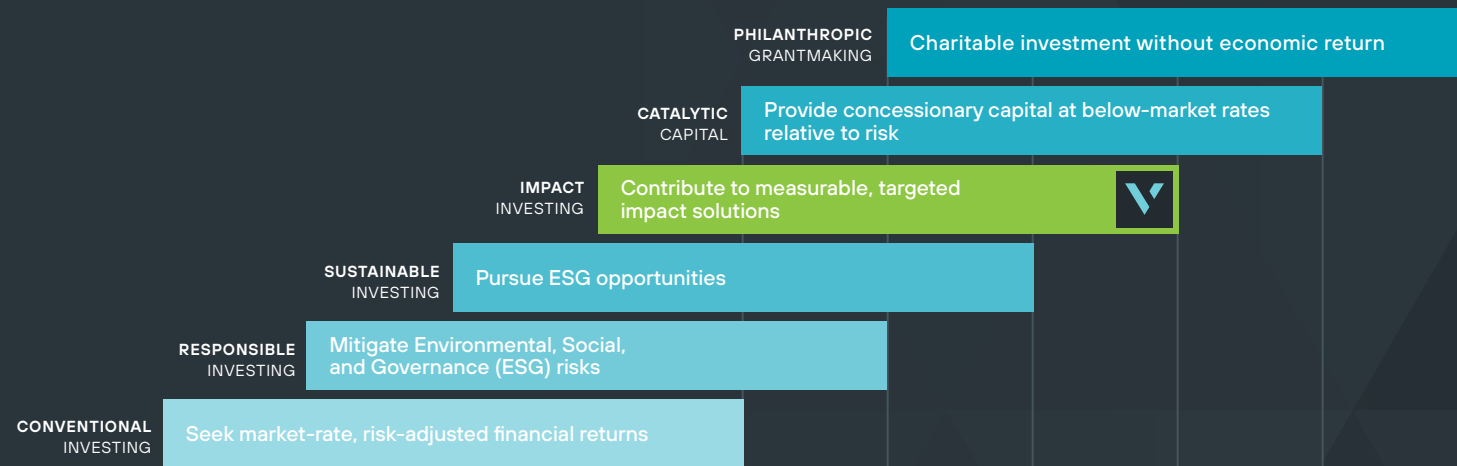 PHILANTHROPIC
GRANTMAKING
Charitable investment without economic return
CATALYTIC
CAPITAL
Provide concessionary capital at below-market rates
relative to risk
IMPACT
INVESTING
Contribute to measurable, targeted
impact solutions
SUSTAINABLE
INVESTING
Pursue ESG opportunities
RESPONSIBLE
INVESTING
Mitigate Environmental, Social,
and Governance (ESG) risks
CONVENTIONAL
INVESTING
Seek market-rate, risk-adjusted financial returns